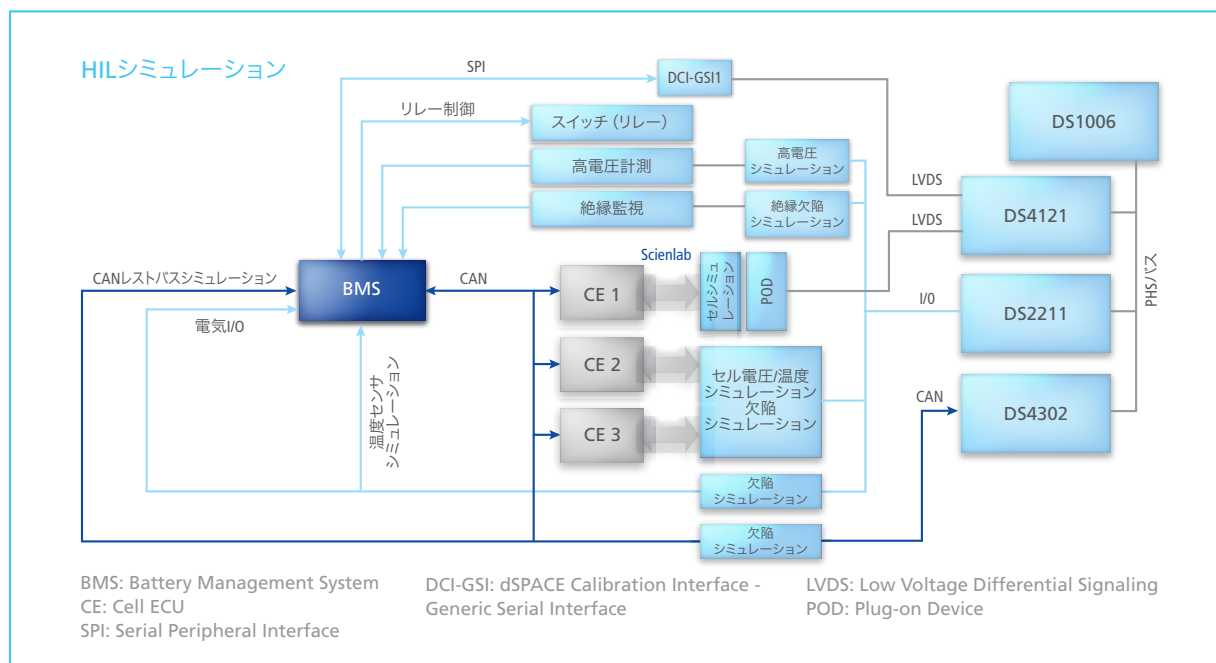 HILシミュレーション
SPI
DCI-GSI1
リレー制御
スイッチ（リレー）
DS1006
高電圧計測
高電圧
シミュレーション
LVDS
絶縁監視
絶縁欠陥
シミュレーション
DS4121
LVDS
Scienlab
CANレストバスシミュレーション
BMS
CAN
CE 1
セルシミュ
レーション
POD
PHSバス
I/O
DS2211
電気I/O
CE 2
セル電圧/温度
シミュレーション
欠陥
シミュレーション
温度センサ
シミュレーション
CE 3
CAN
DS4302
欠陥
シミュレーション
欠陥
シミュレーション
BMS: Battery Management System
CE: Cell ECU
SPI: Serial Peripheral Interface
DCI-GSI: dSPACE Calibration Interface -
Generic Serial Interface
LVDS: Low Voltage Differential Signaling
POD: Plug-on Device